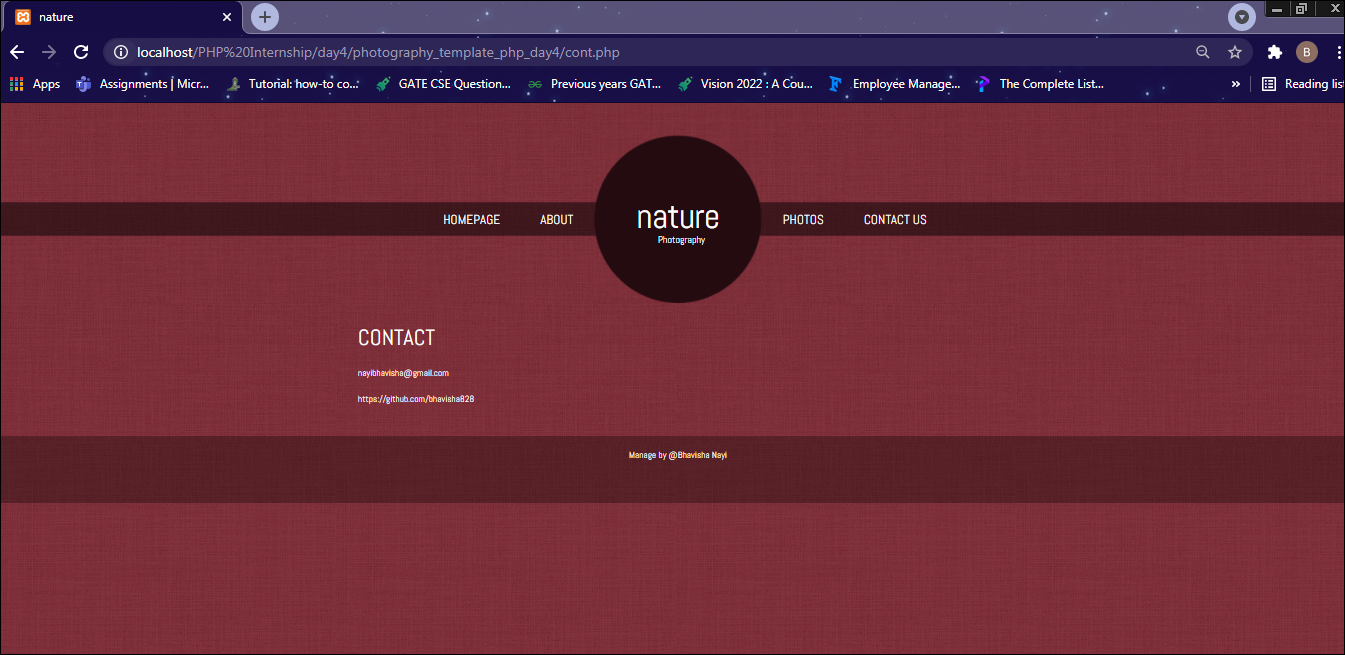 nature
localhost/PHP%20Internship/day4/photography_template_php_day4/cont.php
B
Apps Assignments | Micr... Tutorial: how-to co... GATE CSE Question... Previous years GAT... Vision 2022 : A Cou... Employee Manage... The Complete List... » Reading list
HOMEPAGE ABOUT nature PHOTOS CONTACT US
Photography
CONTACT
nayibhavisha@gmail.com
https://github.com/bhavisha828
Manage by @Bhavisha Nayi